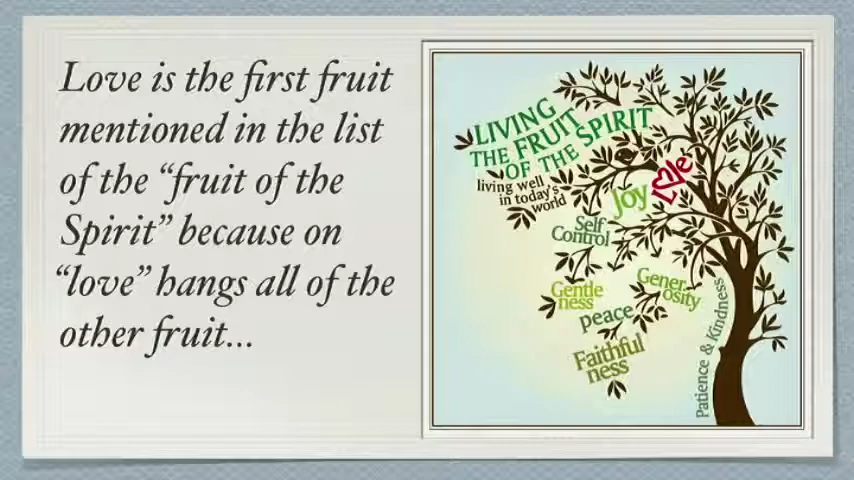 Love is the first fruit
mentioned in the list
of the “fruit of the
Spirit” because on
“love” hangs all of the
other fruit...
LIVING
THE FRUIT
OF THE SPIRIT
living well
in today's
world
Joy
Love
Self
Control
Gentle
ness
Gener
osity
peace
Faithful
ness
Patience & Kindness